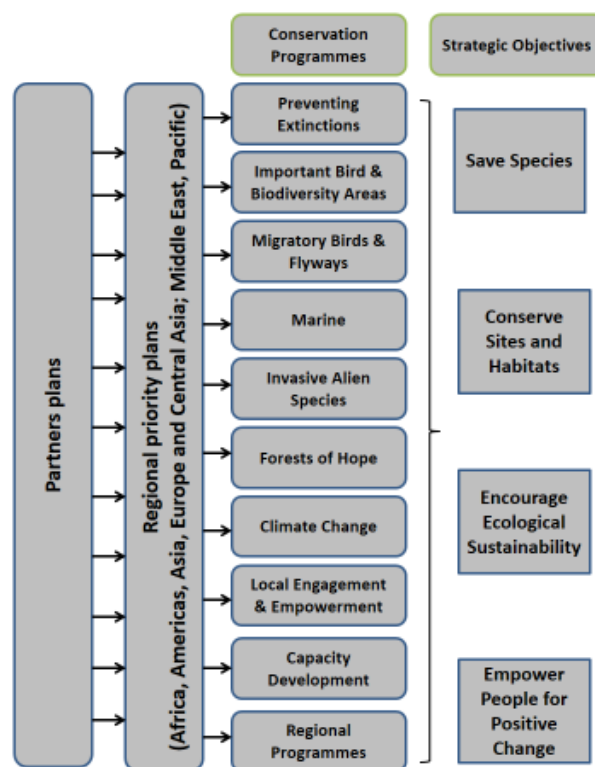 Conservation
Programmes
Strategic Objectives
Partners plans
Regional priority plans
(Africa, Americas, Asia, Europe and Central Asia; Middle East, Pacific)
Preventing
Extinctions
Important Bird &
Biodiversity Areas
Migratory Birds &
Flyways
Marine
Invasive Alien
Species
Forests of Hope
Climate Change
Local Engagement
& Empowerment
Capacity
Development
Regional
Programmes
Save Species
Conserve
Sites and
Habitats
Encourage
Ecological
Sustainability
Empower
People for
Positive
Change